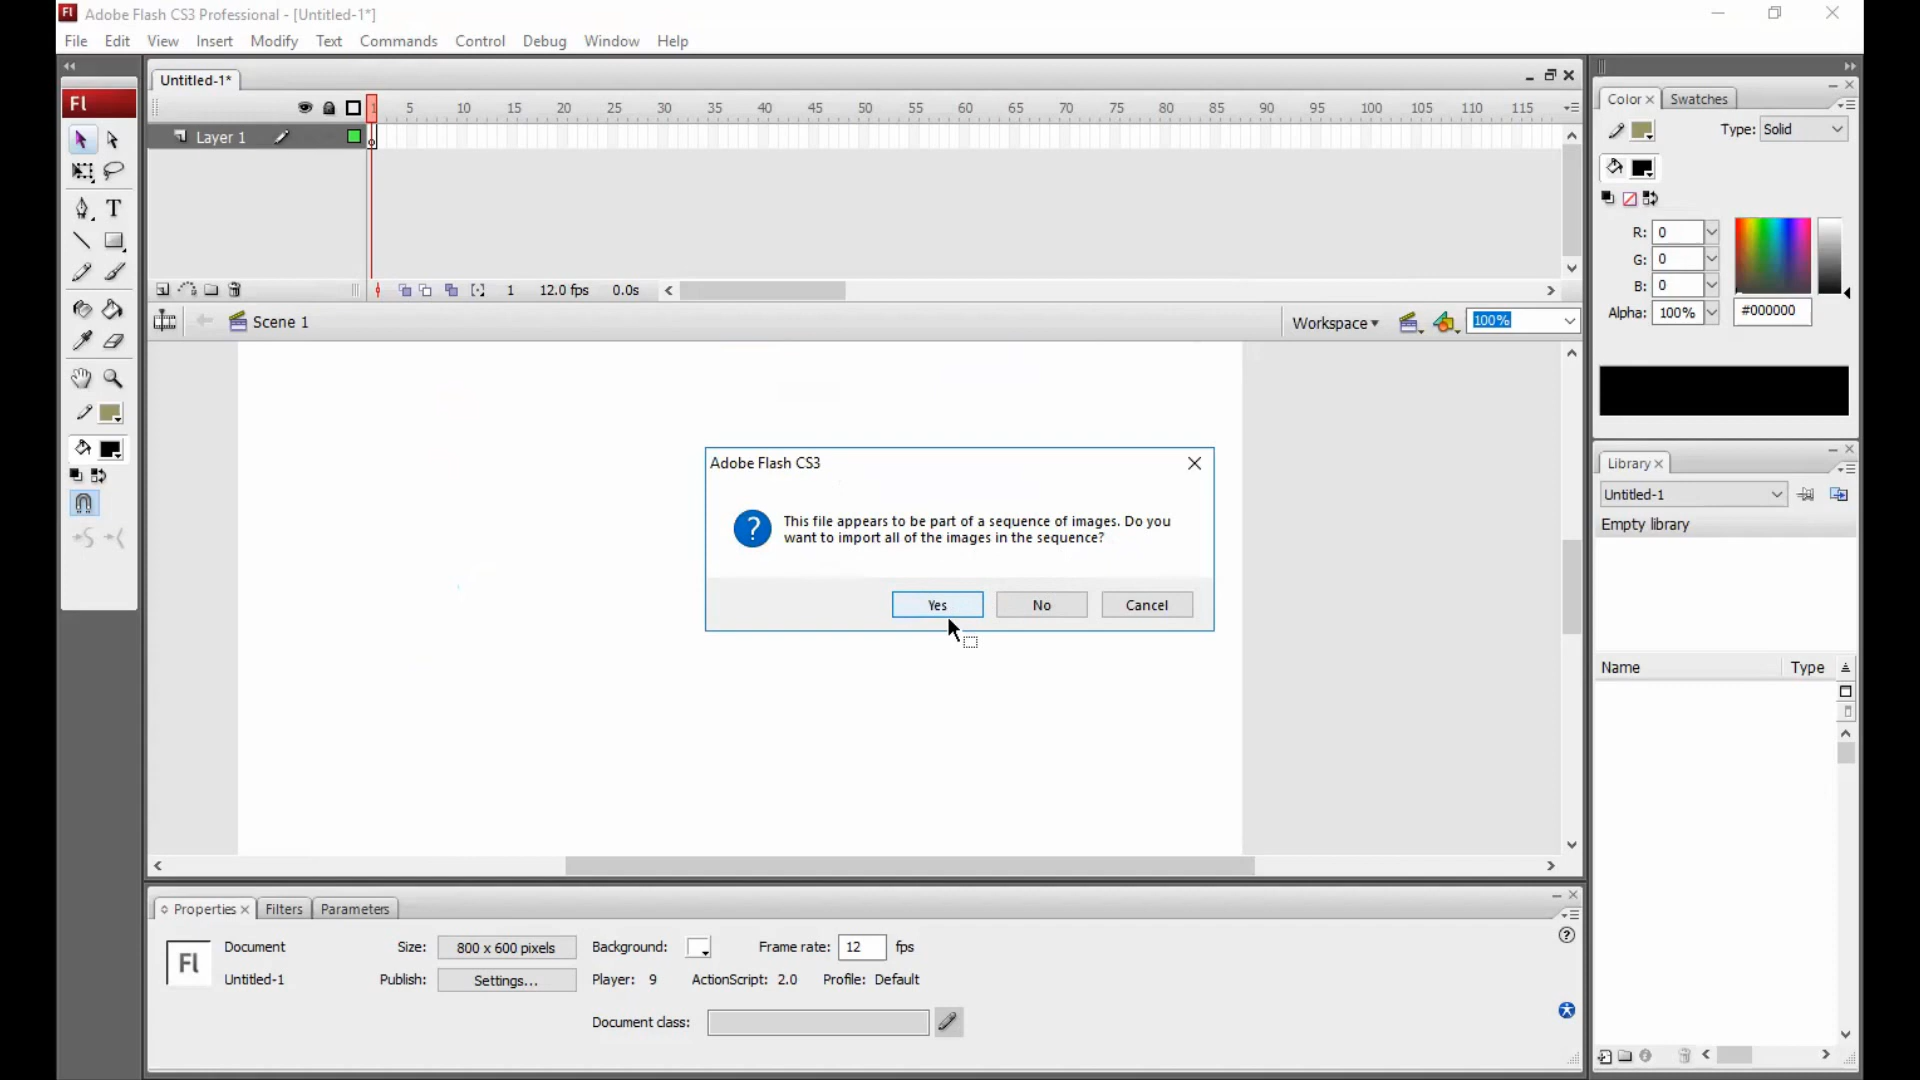 Fl Adobe Flash CS3 Professional - [Untitled-1*]
File Edit View Insert Modify Text Commands Control Debug Window Help
Untitled-1*
Fl
1 5 10 15 20 25 30 35 40 45 50 55 60 65 70 75 80 85 90 95 100 105 110 115
Layer 1
1 12.0 fps 0.0s
Scene 1
Workspace 100%
Color Swatches
Type: Solid
R: 0
G: 0
B: 0
Alpha: 100% #000000
Adobe Flash CS3
This file appears to be part of a sequence of images. Do you
want to import all of the images in the sequence?
Yes No Cancel
Library
Untitled-1
Empty library
Name Type
Properties Filters Parameters
Fl
Document Size: 800 x 600 pixels Background: Frame rate: 12 fps
Untitled-1 Publish: Settings... Player: 9 ActionScript: 2.0 Profile: Default
Document class: